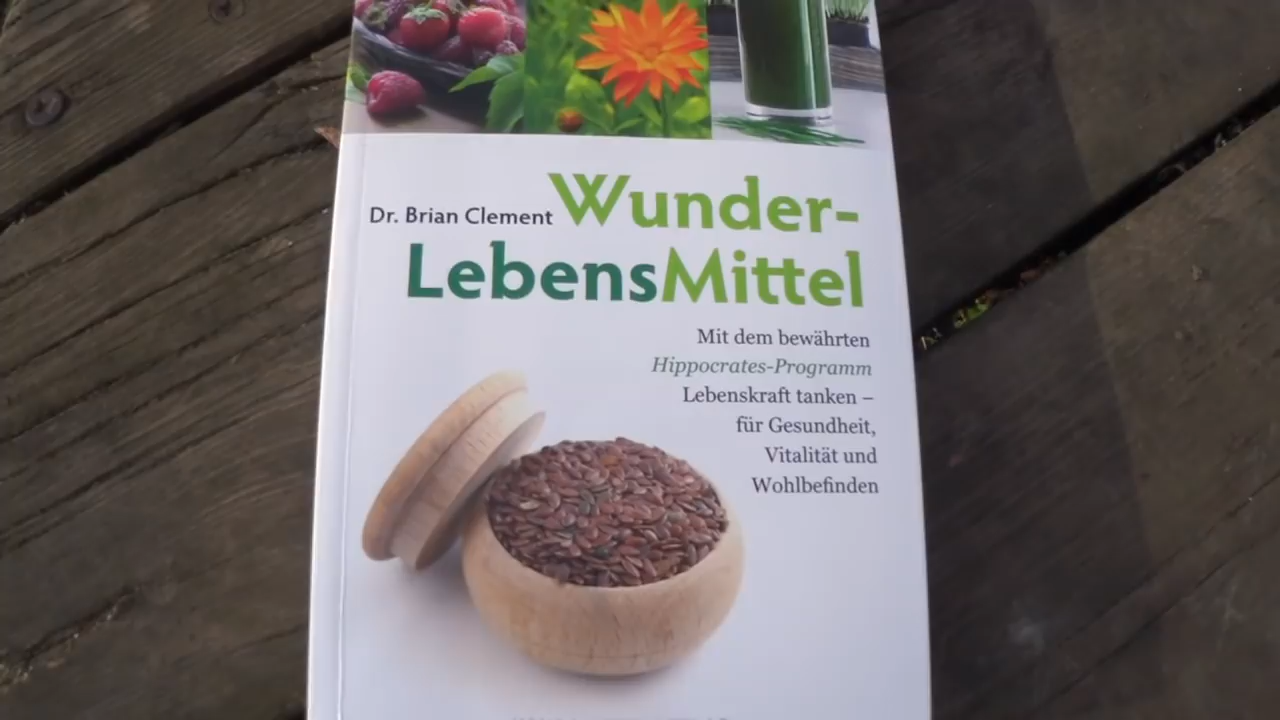 Dr. Brian Clement Wunder-
LebensMittel
Mit dem bewährten
Hippocrates-Programm
Lebenskraft tanken –
für Gesundheit,
Vitalität und
Wohlbefinden